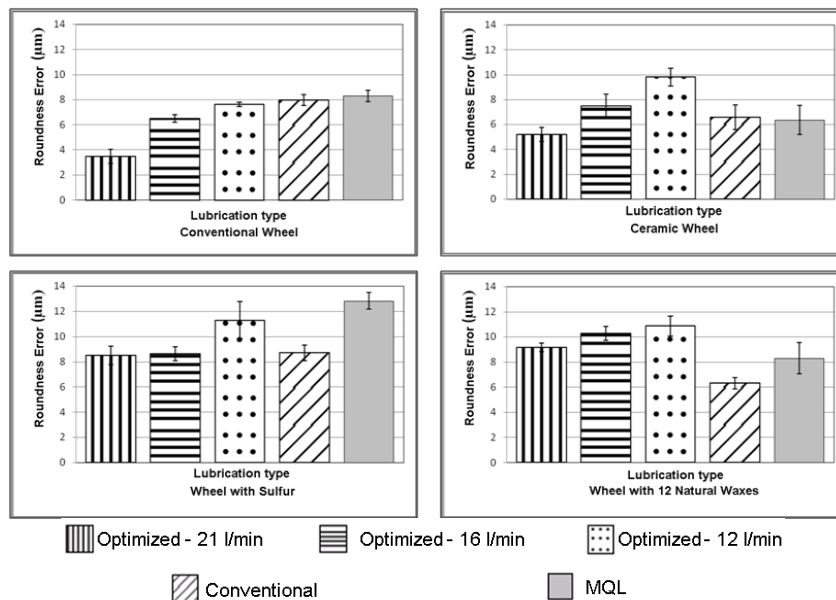 Roundness Error (µm)
14
12
10
8
6
4
2
0
Lubrication type
Conventional Wheel
Roundness Error (µm)
14
12
10
8
6
4
2
0
Lubrication type
Ceramic Wheel
Roundness Error (µm)
14
12
10
8
6
4
2
0
Lubrication type
Wheel with Sulfur
Roundness Error (µm)
14
12
10
8
6
4
2
0
Lubrication type
Wheel with 12 Natural Waxes
Optimized - 21 l/min Optimized - 16 l/min Optimized - 12 l/min
Conventional MQL